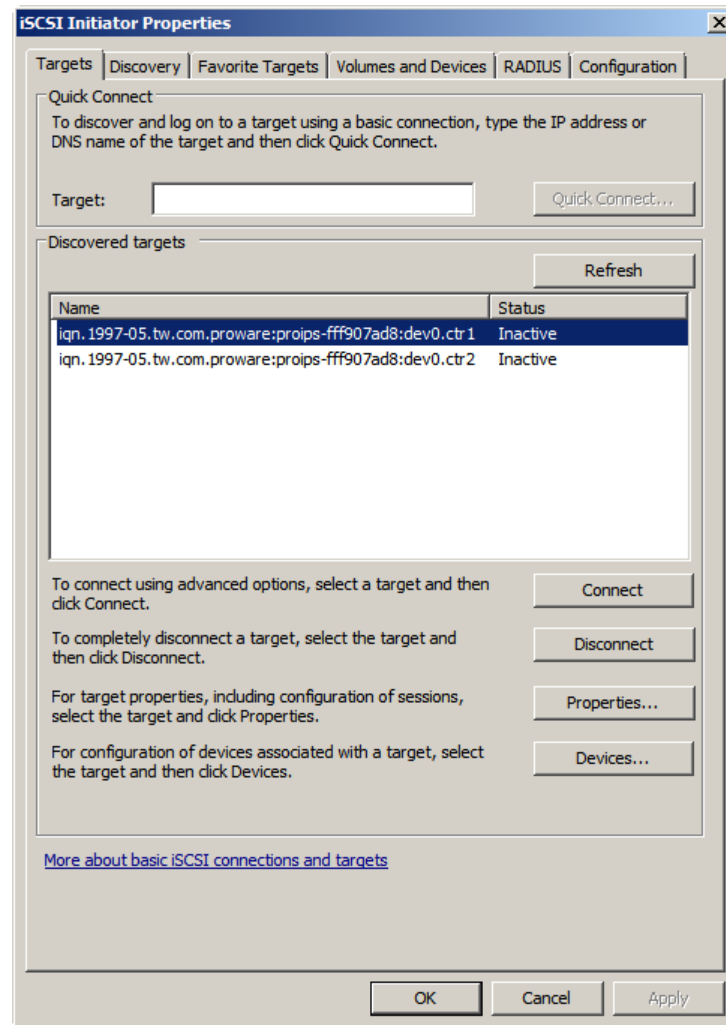 iSCSI Initiator Properties
Targets Discovery Favorite Targets Volumes and Devices RADIUS Configuration
Quick Connect
To discover and log on to a target using a basic connection, type the IP address or
DNS name of the target and then click Quick Connect.
Target: Quick Connect...
Discovered targets
Refresh
Name Status
iqn.1997-05.tw.com.proware:proips-fff907ad8:dev0.ctr1 Inactive
iqn.1997-05.tw.com.proware:proips-fff907ad8:dev0.ctr2 Inactive
To connect using advanced options, select a target and then
click Connect.
Connect
To completely disconnect a target, select the target and
then click Disconnect.
Disconnect
For target properties, including configuration of sessions,
select the target and click Properties.
Properties...
For configuration of devices associated with a target, select
the target and then click Devices.
Devices...
More about basic iSCSI connections and targets
OK Cancel Apply